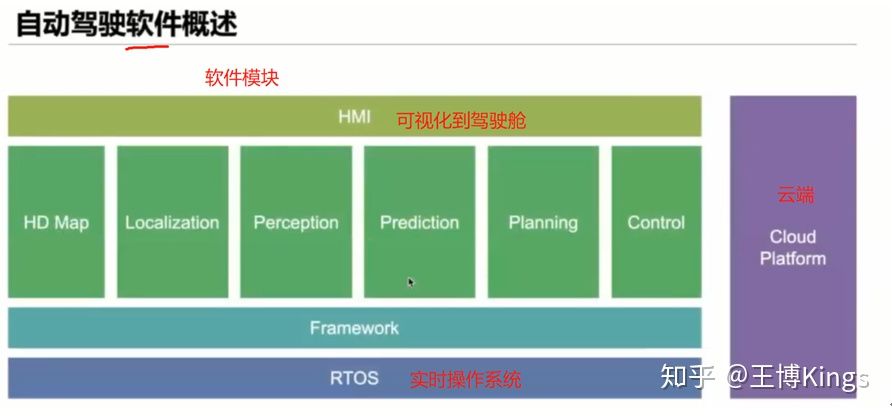 自动驾驶软件概述
软件模块
HMI 可视化到驾驶舱
HD Map Localization Perception Prediction Planning Control
云端
Cloud
Platform
Framework
RTOS 实时操作系统
知乎 @王博Kings